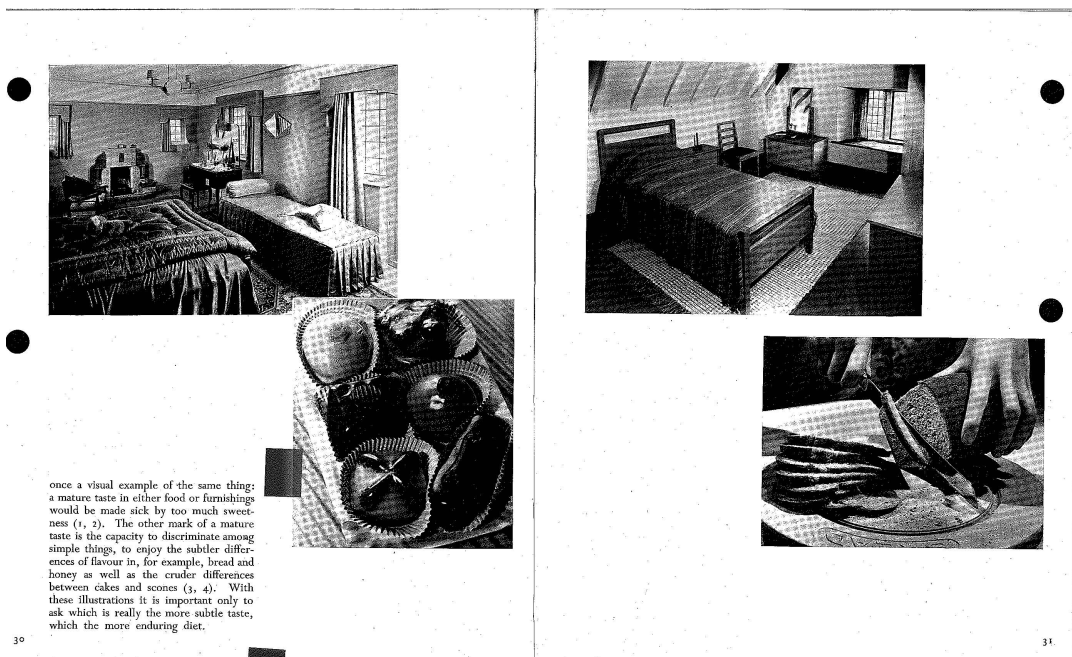 once a visual example of the same thing:
a mature taste in either food or furnishings
would be made sick by too much sweet-
ness (1, 2). The other mark of a mature
taste is the capacity to discriminate among
simple things, to enjoy the subtler differ-
ences of flavour in, for example, bread and
honey as well as the cruder differences
between cakes and scones (3, 4). With
these illustrations it is important only to
ask which is really the more subtle taste,
which the more enduring diet.
30
31